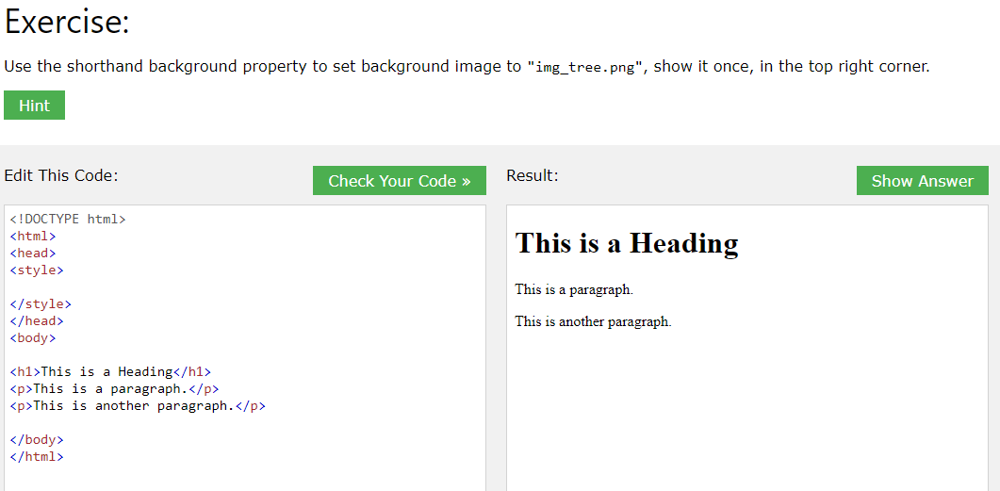 Exercise:
Use the shorthand background property to set background image to "img_tree.png", show it once, in the top right corner.
Hint
Edit This Code:
Check Your Code »
Result:
Show Answer
<!DOCTYPE html>
<html>
<head>
<style>
</style>
</head>
<body>
<h1>This is a Heading</h1>
<p>This is a paragraph.</p>
<p>This is another paragraph.</p>
</body>
</html>
This is a Heading
This is a paragraph.
This is another paragraph.